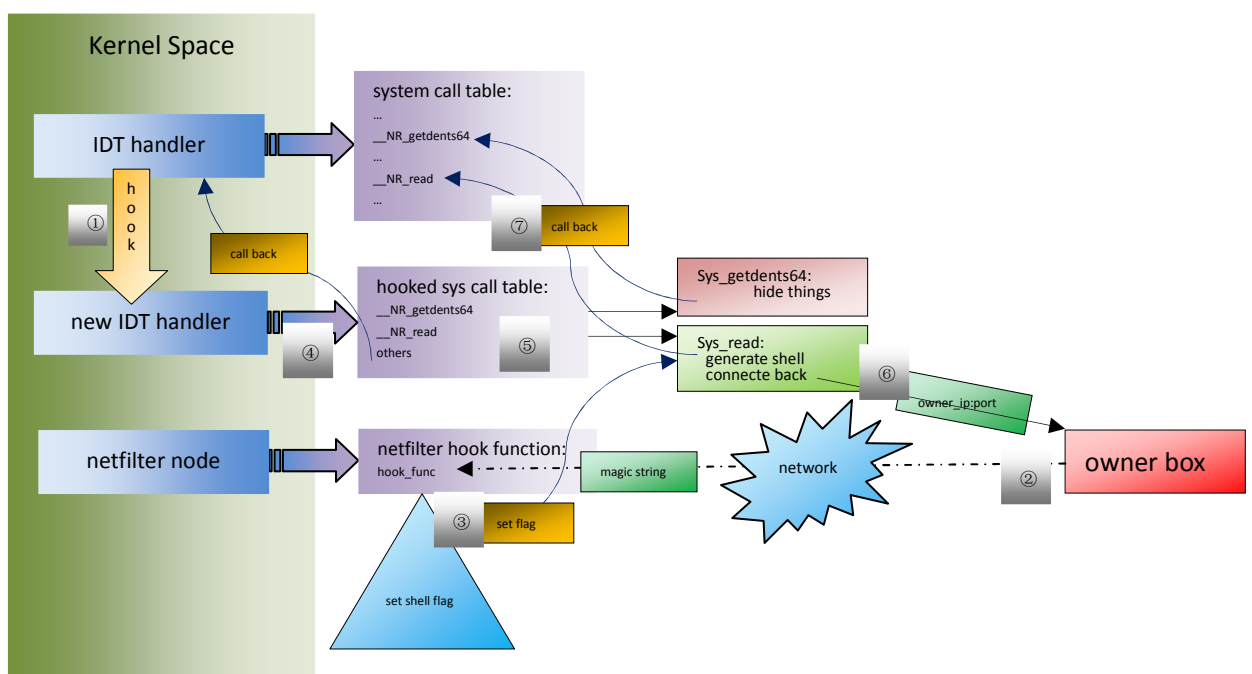 Kernel Space
system call table:
...
__NR_getdents64
...
__NR_read
...
IDT handler
h
o
o
k
①
call back
⑦
call back
hooked sys call table:
__NR_getdents64
__NR_read
others
new IDT handler
④
⑤
Sys_getdents64:
hide things
Sys_read:
generate shell
connecte back
⑥
owner_ip:port
netfilter node
netfilter hook function:
hook_func
magic string
network
②
owner box
③
set flag
set shell flag